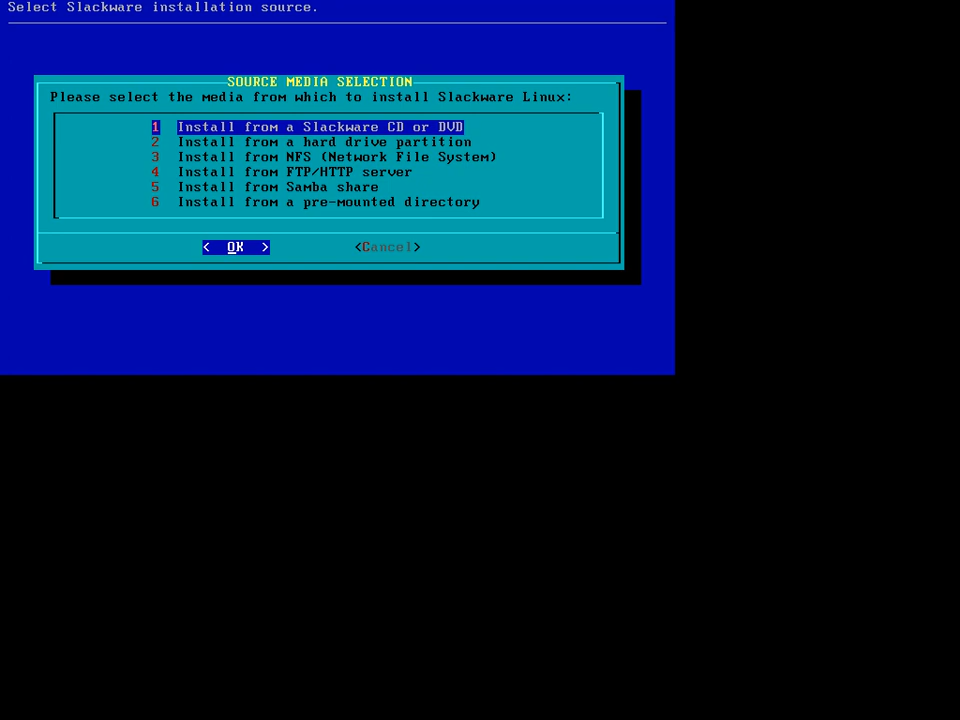 Select Slackware installation source.
SOURCE MEDIA SELECTION
Please select the media from which to install Slackware Linux:
1 Install from a Slackware CD or DVD
2 Install from a hard drive partition
3 Install from NFS (Network File System)
4 Install from FTP/HTTP server
5 Install from Samba share
6 Install from a pre-mounted directory
< OK > <Cancel>